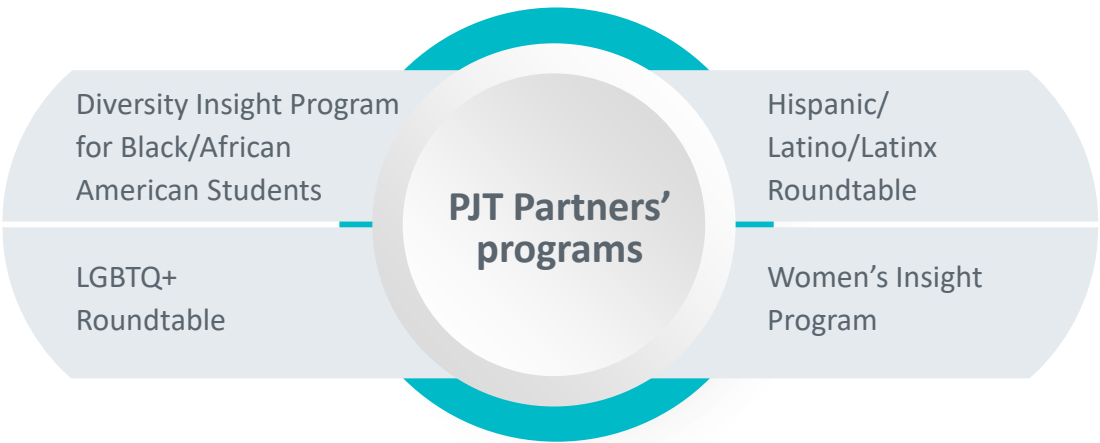 Diversity Insight Program
for Black/African
American Students
LGBTQ+
Roundtable
PJT Partners’
programs
Hispanic/
Latino/Latinx
Roundtable
Women’s Insight
Program